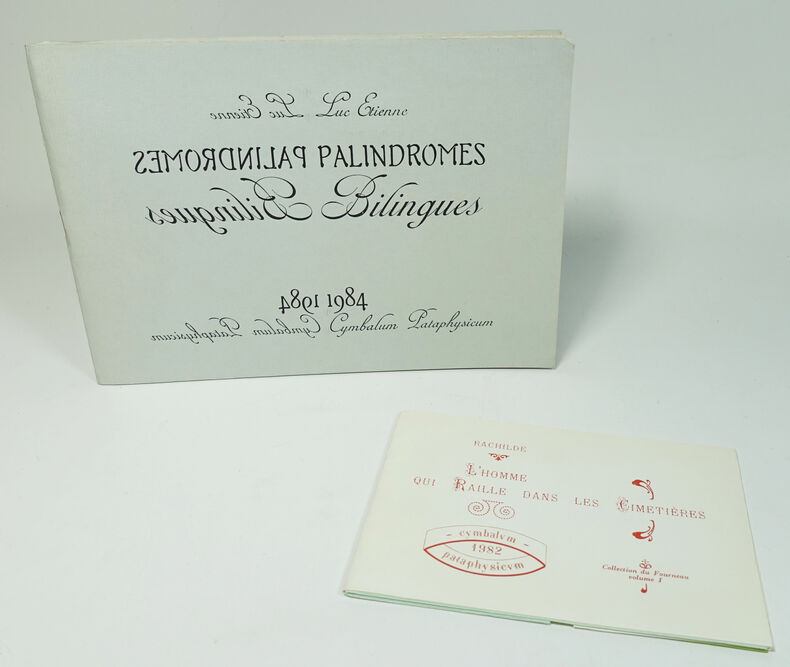 Luc Etienne Luc Etienne
PALINDROMES PALINDROMES
Bilingues Bilingues
1984 1984
Cymbalum Pataphysicum Cymbalum Pataphysicum
RACHILDE
L'HOMME
QUI RAILLE DANS LES CIMETIÈRES
- cymbalvm -
1982
pataphysicvm
Collection du Fourneau
volume I